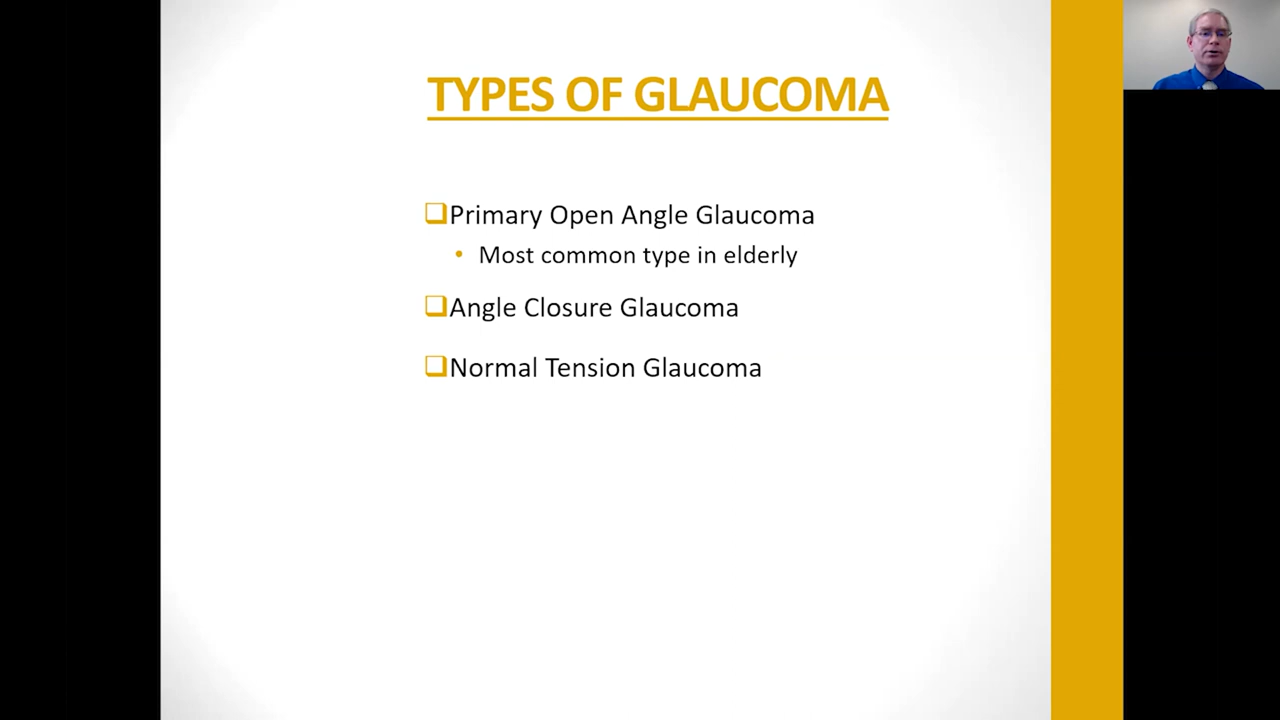 TYPES OF GLAUCOMA
Primary Open Angle Glaucoma
Most common type in elderly
Angle Closure Glaucoma
Normal Tension Glaucoma